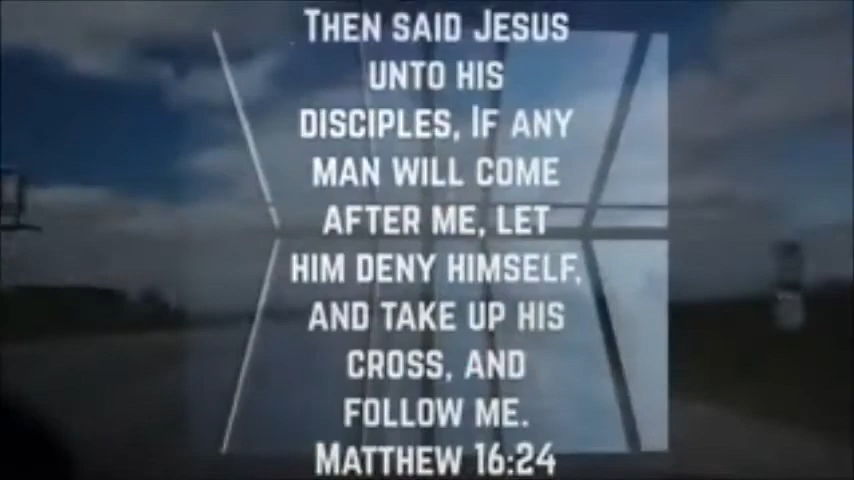 Then said Jesus
unto his
disciples, If any
man will come
after me, let
him deny himself,
and take up his
cross, and
follow me.
Matthew 16:24